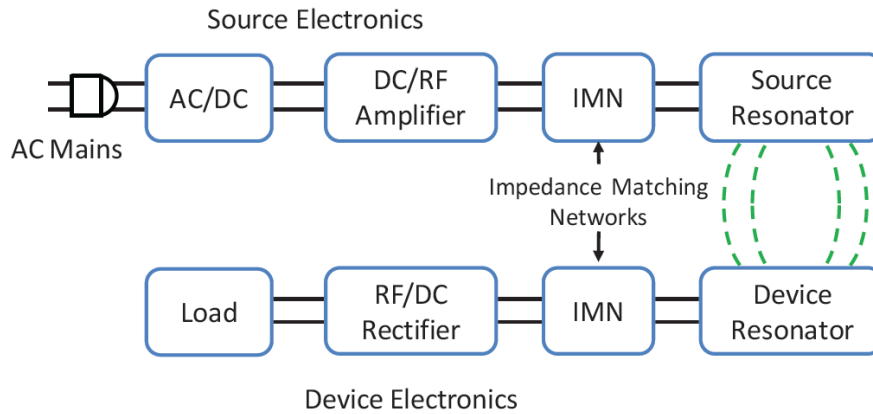 Source Electronics
AC Mains
AC/DC
DC/RF
Amplifier
IMN
Source
Resonator
Impedance Matching
Networks
Load
RF/DC
Rectifier
IMN
Device
Resonator
Device Electronics